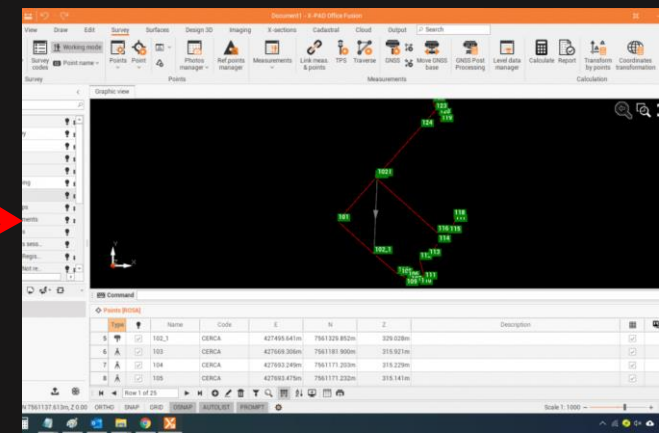 Document1 - X-PAD Office Fusion
View Draw Edit Survey Surfaces Design 3D Imaging X-sections Cadastral Cloud Output Search
Survey codes
Working mode
Point name
Points
Point
Photos manager
Ref.points manager
Measurements
Link meas. & points
TPS
Traverse
GNSS
Move GNSS base
GNSS Post Processing
Level data manager
Calculate
Report
Transform by points
Coordinates transformation
Survey Points Measurements Calculation
Graphic view
123
124
119
1021
101
118
116 115
114
102_1
113
111
Y
X
Command
Points [ROSA]
Type Name Code E N Z Description
5 102_1 CERCA 427495.641m 7561329.852m 329.028m
6 103 CERCA 427669.306m 7561181.900m 315.921m
7 104 CERCA 427693.249m 7561171.203m 315.229m
8 105 CERCA 427693.475m 7561171.232m 315.141m
Row 1 of 25
N 7561137.613m, Z 0.00 ORTHO SNAP GRID OSNAP AUTOLIST PROMPT
Scale 1: 1000